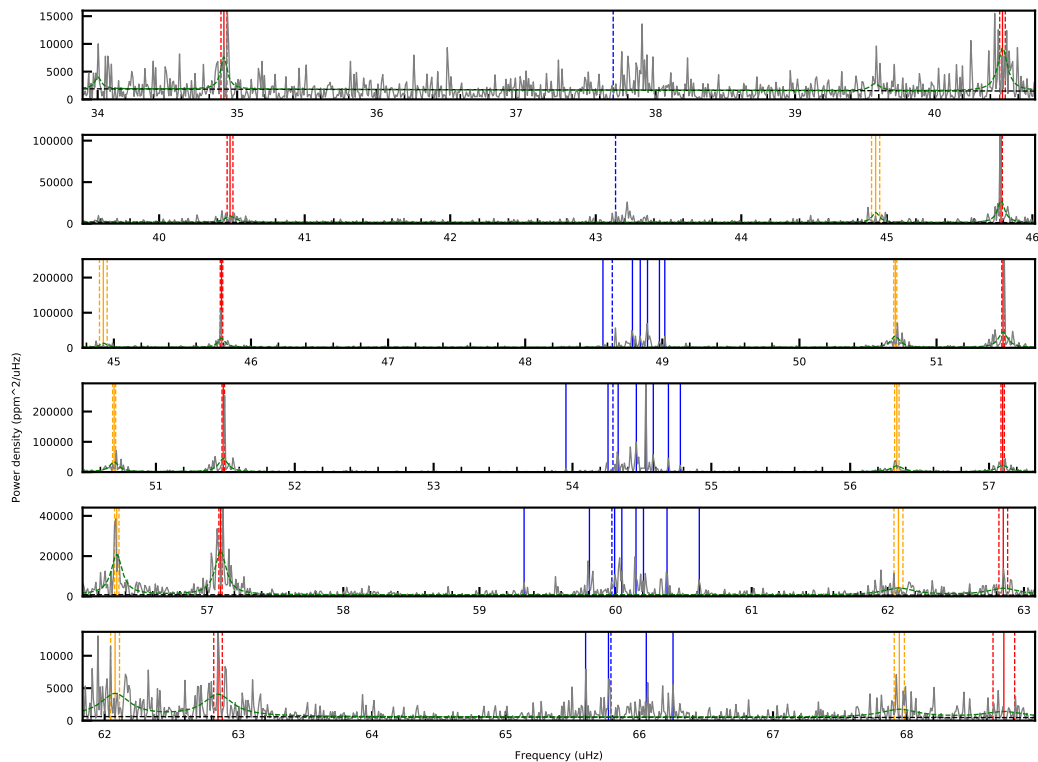 15000
10000
5000
0
34 35 36 37 38 39 40
100000
50000
0
40 41 42 43 44 45 46
200000
100000
0
45 46 47 48 49 50 51
Power density (ppm^2/uHz)
200000
100000
0
51 52 53 54 55 56 57
40000
20000
0
57 58 59 60 61 62 63
10000
5000
0
62 63 64 65 66 67 68
Frequency (uHz)